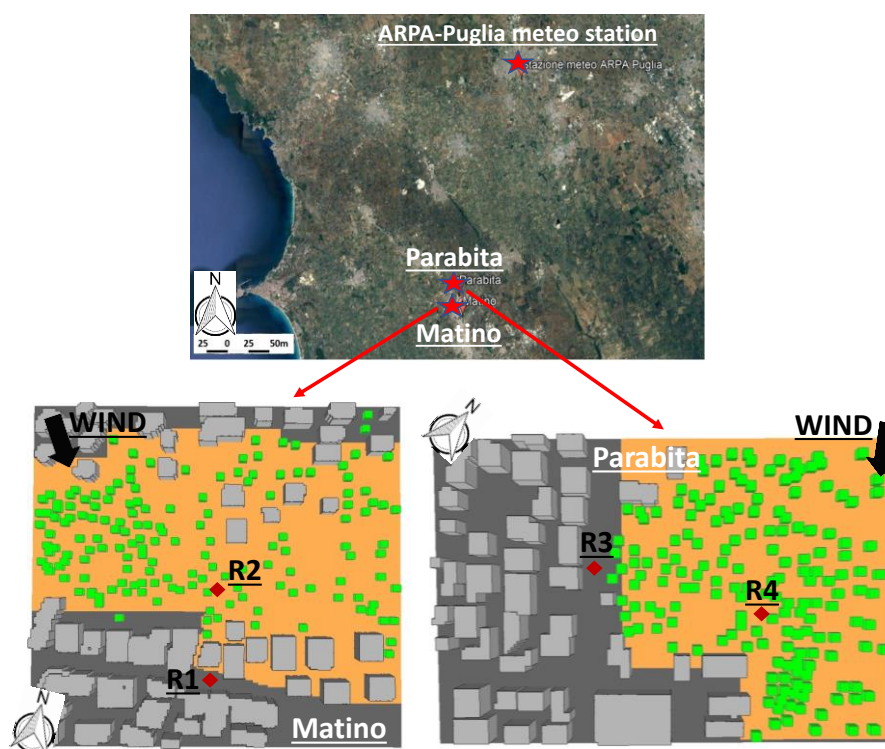 ARPA-Puglia meteo station
Stazione meteo ARPA Puglia
Parabita
Parabita
Matino
Matino
N
25 0 25 50m
WIND
R2
R1
N
Matino
N
Parabita
WIND
R3
R4